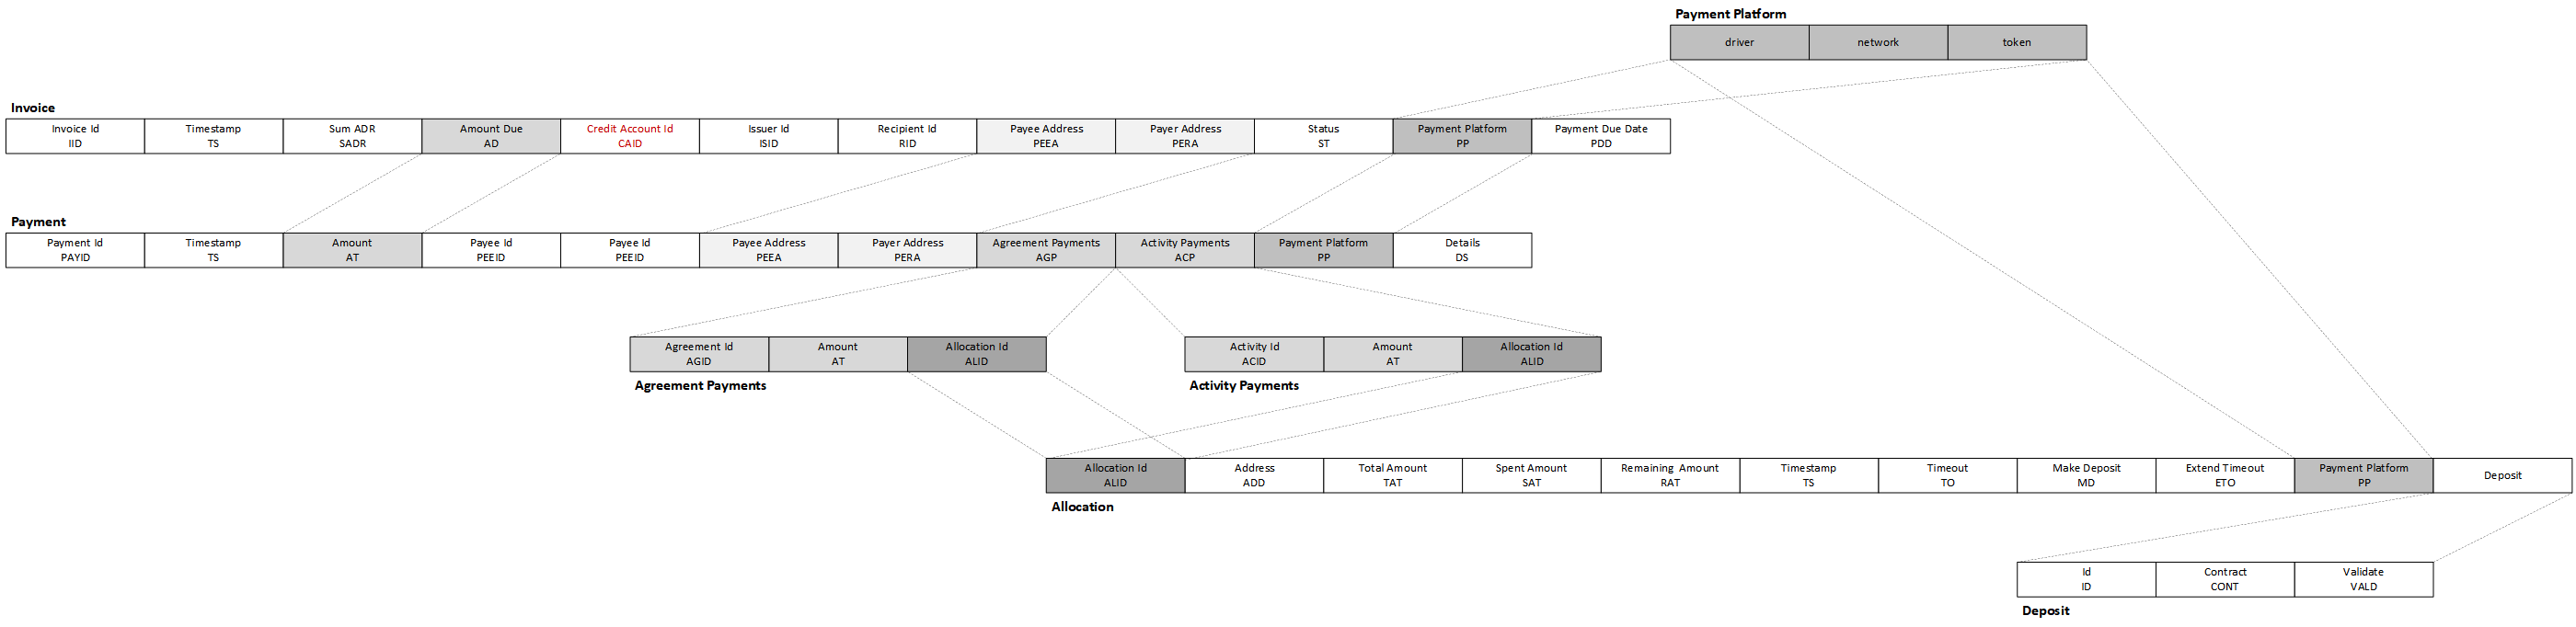 Payment Platform
driver network token
Invoice
Invoice Id Timestamp Sum ADR Amount Due Credit Account Id Issuer Id Recipient Id Payee Address Payer Address Status Payment Platform Payment Due Date
IID TS SADR AD CAID ISID RID PEEA PERA ST PP PDD
Payment
Payment Id Timestamp Amount Payee Id Payee Id Payee Address Payer Address Agreement Payments Activity Payments Payment Platform Details
PAYID TS AT PEEID PEEID PEEA PERA AGP ACP PP DS
Agreement Id Amount Allocation Id Activity Id Amount Allocation Id
AGID AT ALID ACID AT ALID
Agreement Payments Activity Payments
Allocation Id Address Total Amount Spent Amount Remaining Amount Timestamp Timeout Make Deposit Extend Timeout Payment Platform Deposit
ALID ADD TAT SAT RAT TS TO MD ETO PP
Allocation
Id Contract Validate
ID CONT VALD
Deposit